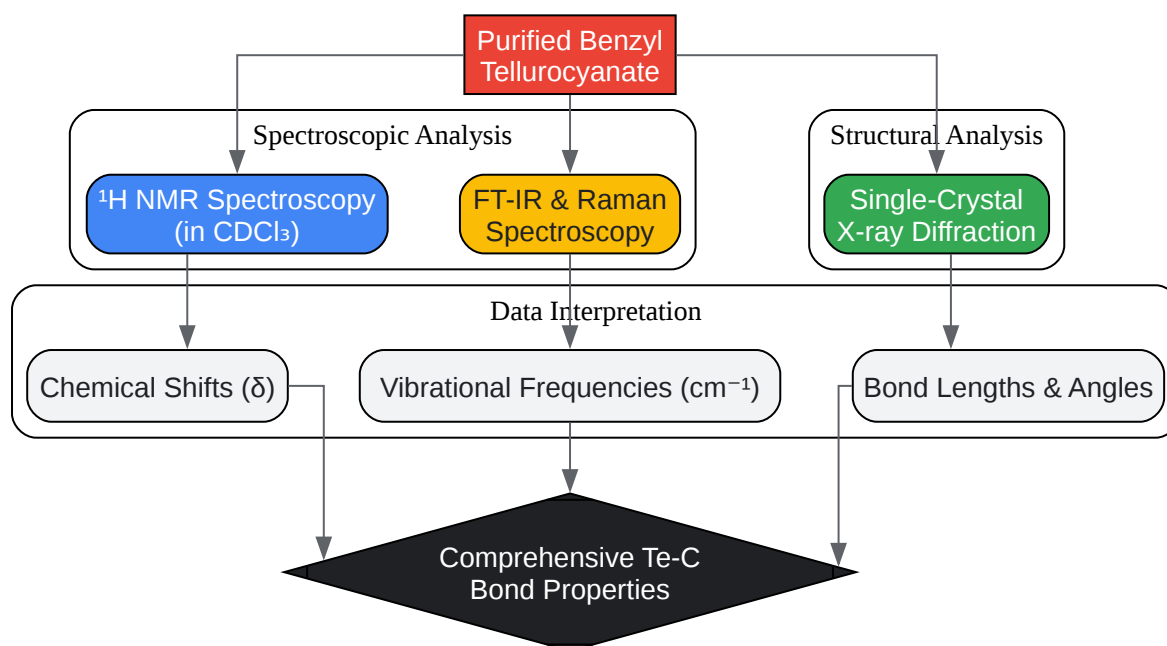 Purified Benzyl
Tellurocyanate
Spectroscopic Analysis
Structural Analysis
¹H NMR Spectroscopy
(in CDCl₃)
FT-IR & Raman
Spectroscopy
Single-Crystal
X-ray Diffraction
Data Interpretation
Chemical Shifts (δ)
Vibrational Frequencies (cm⁻¹)
Bond Lengths & Angles
Comprehensive Te-C
Bond Properties